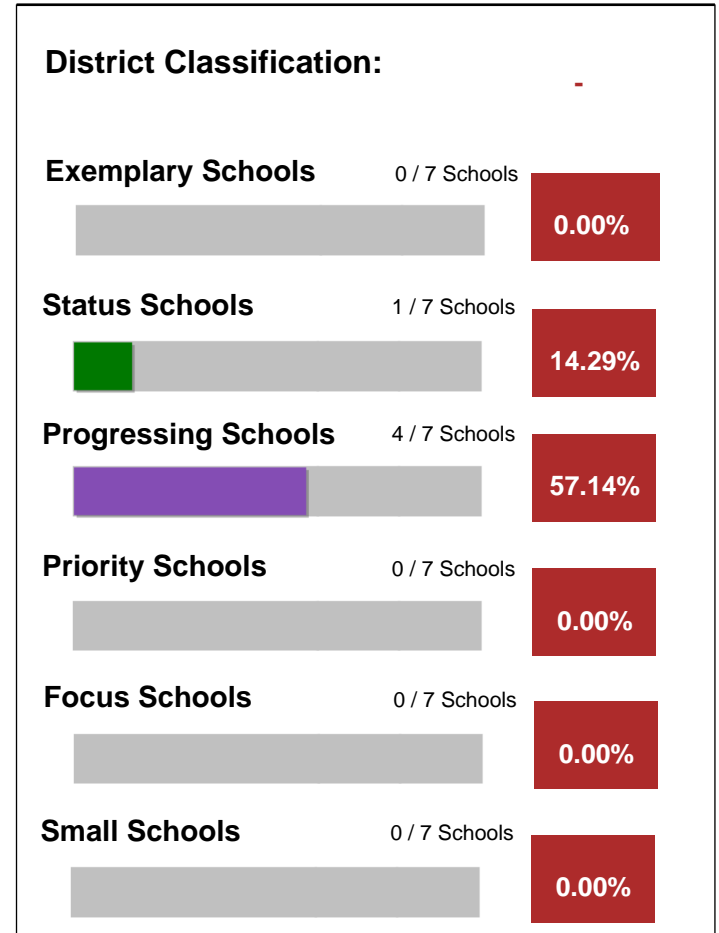 District Classification:
-
Exemplary Schools 0 / 7 Schools
0.00%
Status Schools 1 / 7 Schools
14.29%
Progressing Schools 4 / 7 Schools
57.14%
Priority Schools 0 / 7 Schools
0.00%
Focus Schools 0 / 7 Schools
0.00%
Small Schools 0 / 7 Schools
0.00%